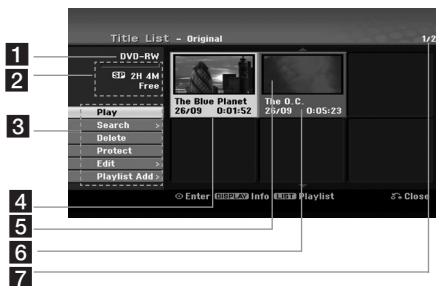 Title List - Original 1/2
1 DVD-RW
2 SP 2H 4M
Free
3
Play
Search >
Delete
Protect
Edit >
Playlist Add >
The Blue Planet
26/09 0:01:52
The O.C.
26/09 0:05:23
4
5
6
7
Enter DISPLAY Info LIST Playlist Close